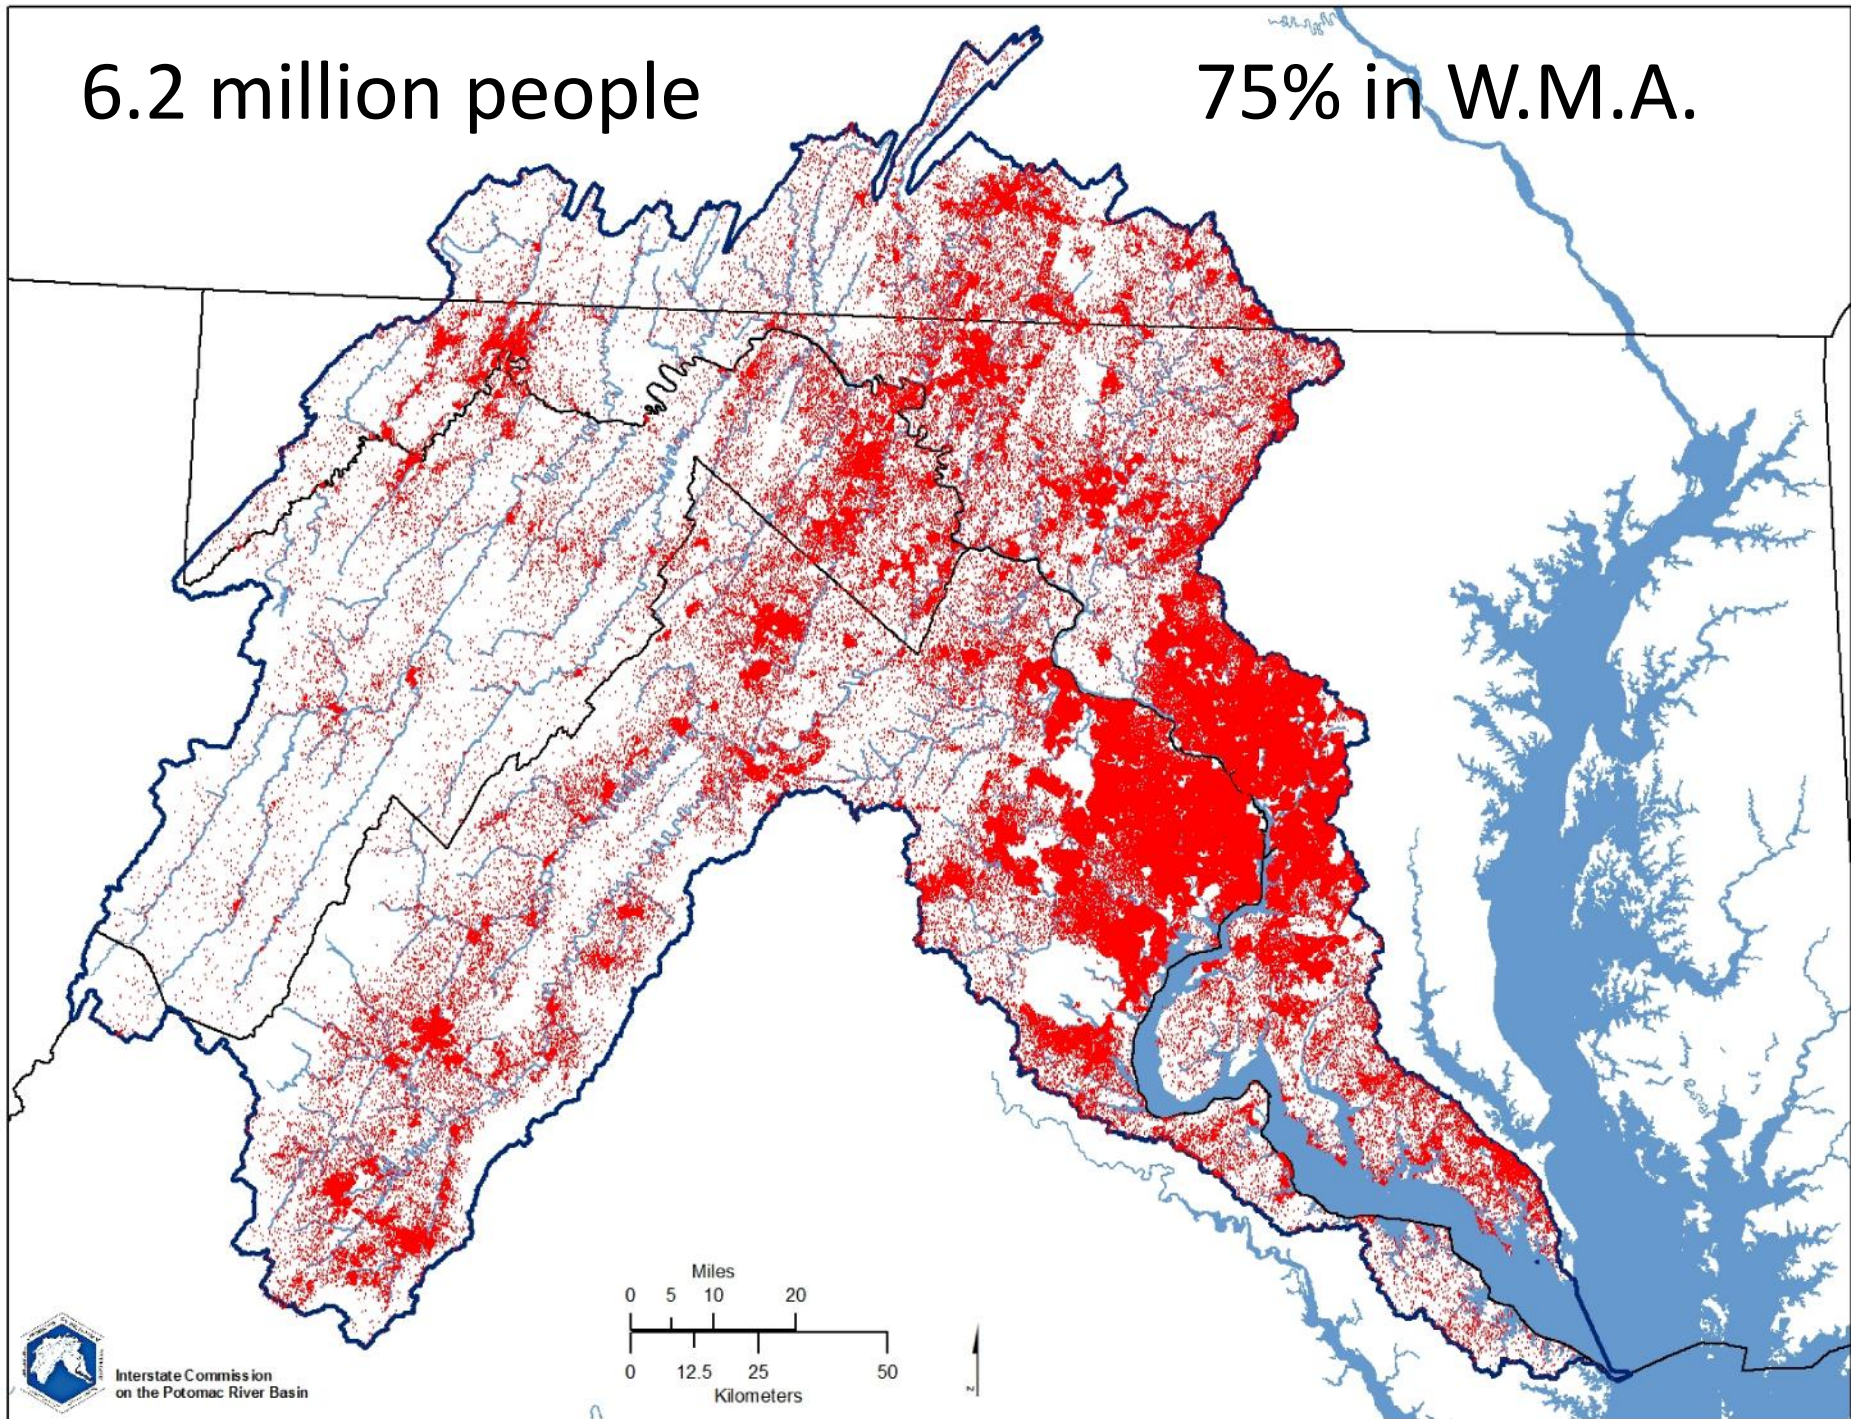 6.2 million people
75% in W.M.A.
Miles
0 5 10 20
0 12.5 25 50
Kilometers
N
Interstate Commission
on the Potomac River Basin